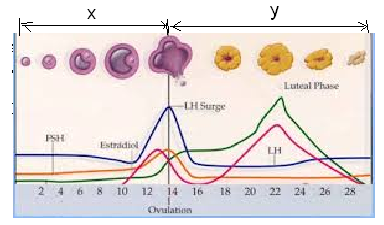 x y
Luteal Phase
LH Surge
FSH
Estradiol
LH
2 4 6 8 10 12 14 16 18 20 22 24 26 28
Ovulation